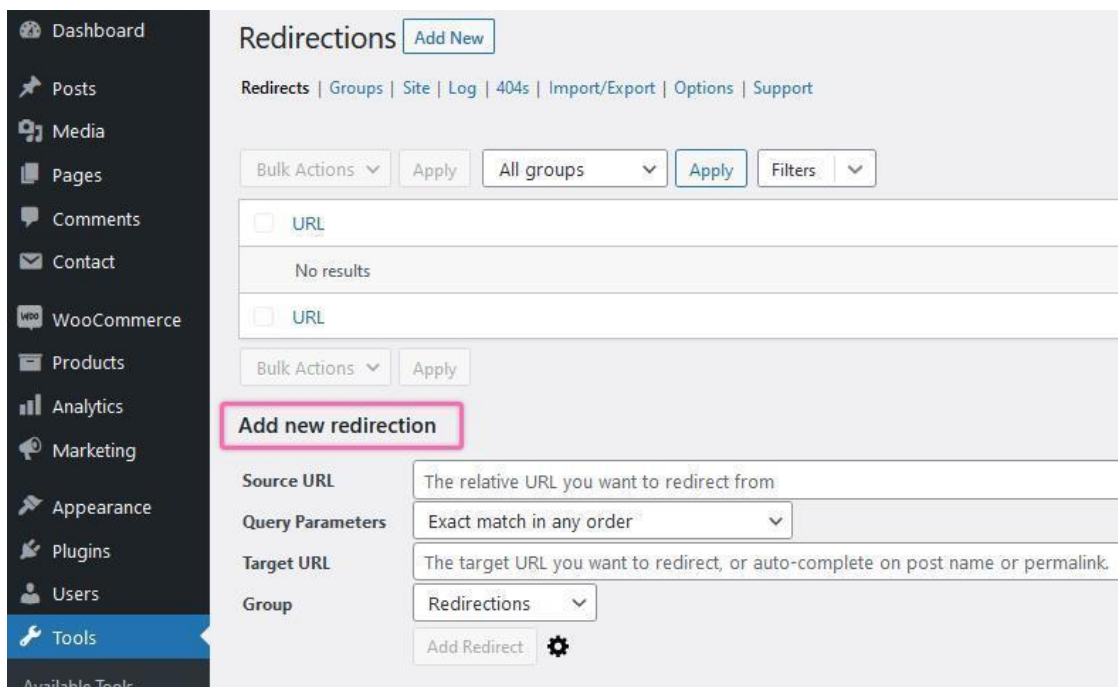 Dashboard
Posts
Media
Pages
Comments
Contact
WooCommerce
Products
Analytics
Marketing
Appearance
Plugins
Users
Tools
Available Tools
Redirections Add New
Redirects | Groups | Site | Log | 404s | Import/Export | Options | Support
Bulk Actions Apply All groups Apply Filters
URL
No results
URL
Bulk Actions Apply
Add new redirection
Source URL The relative URL you want to redirect from
Query Parameters Exact match in any order
Target URL The target URL you want to redirect, or auto-complete on post name or permalink.
Group Redirections
Add Redirect